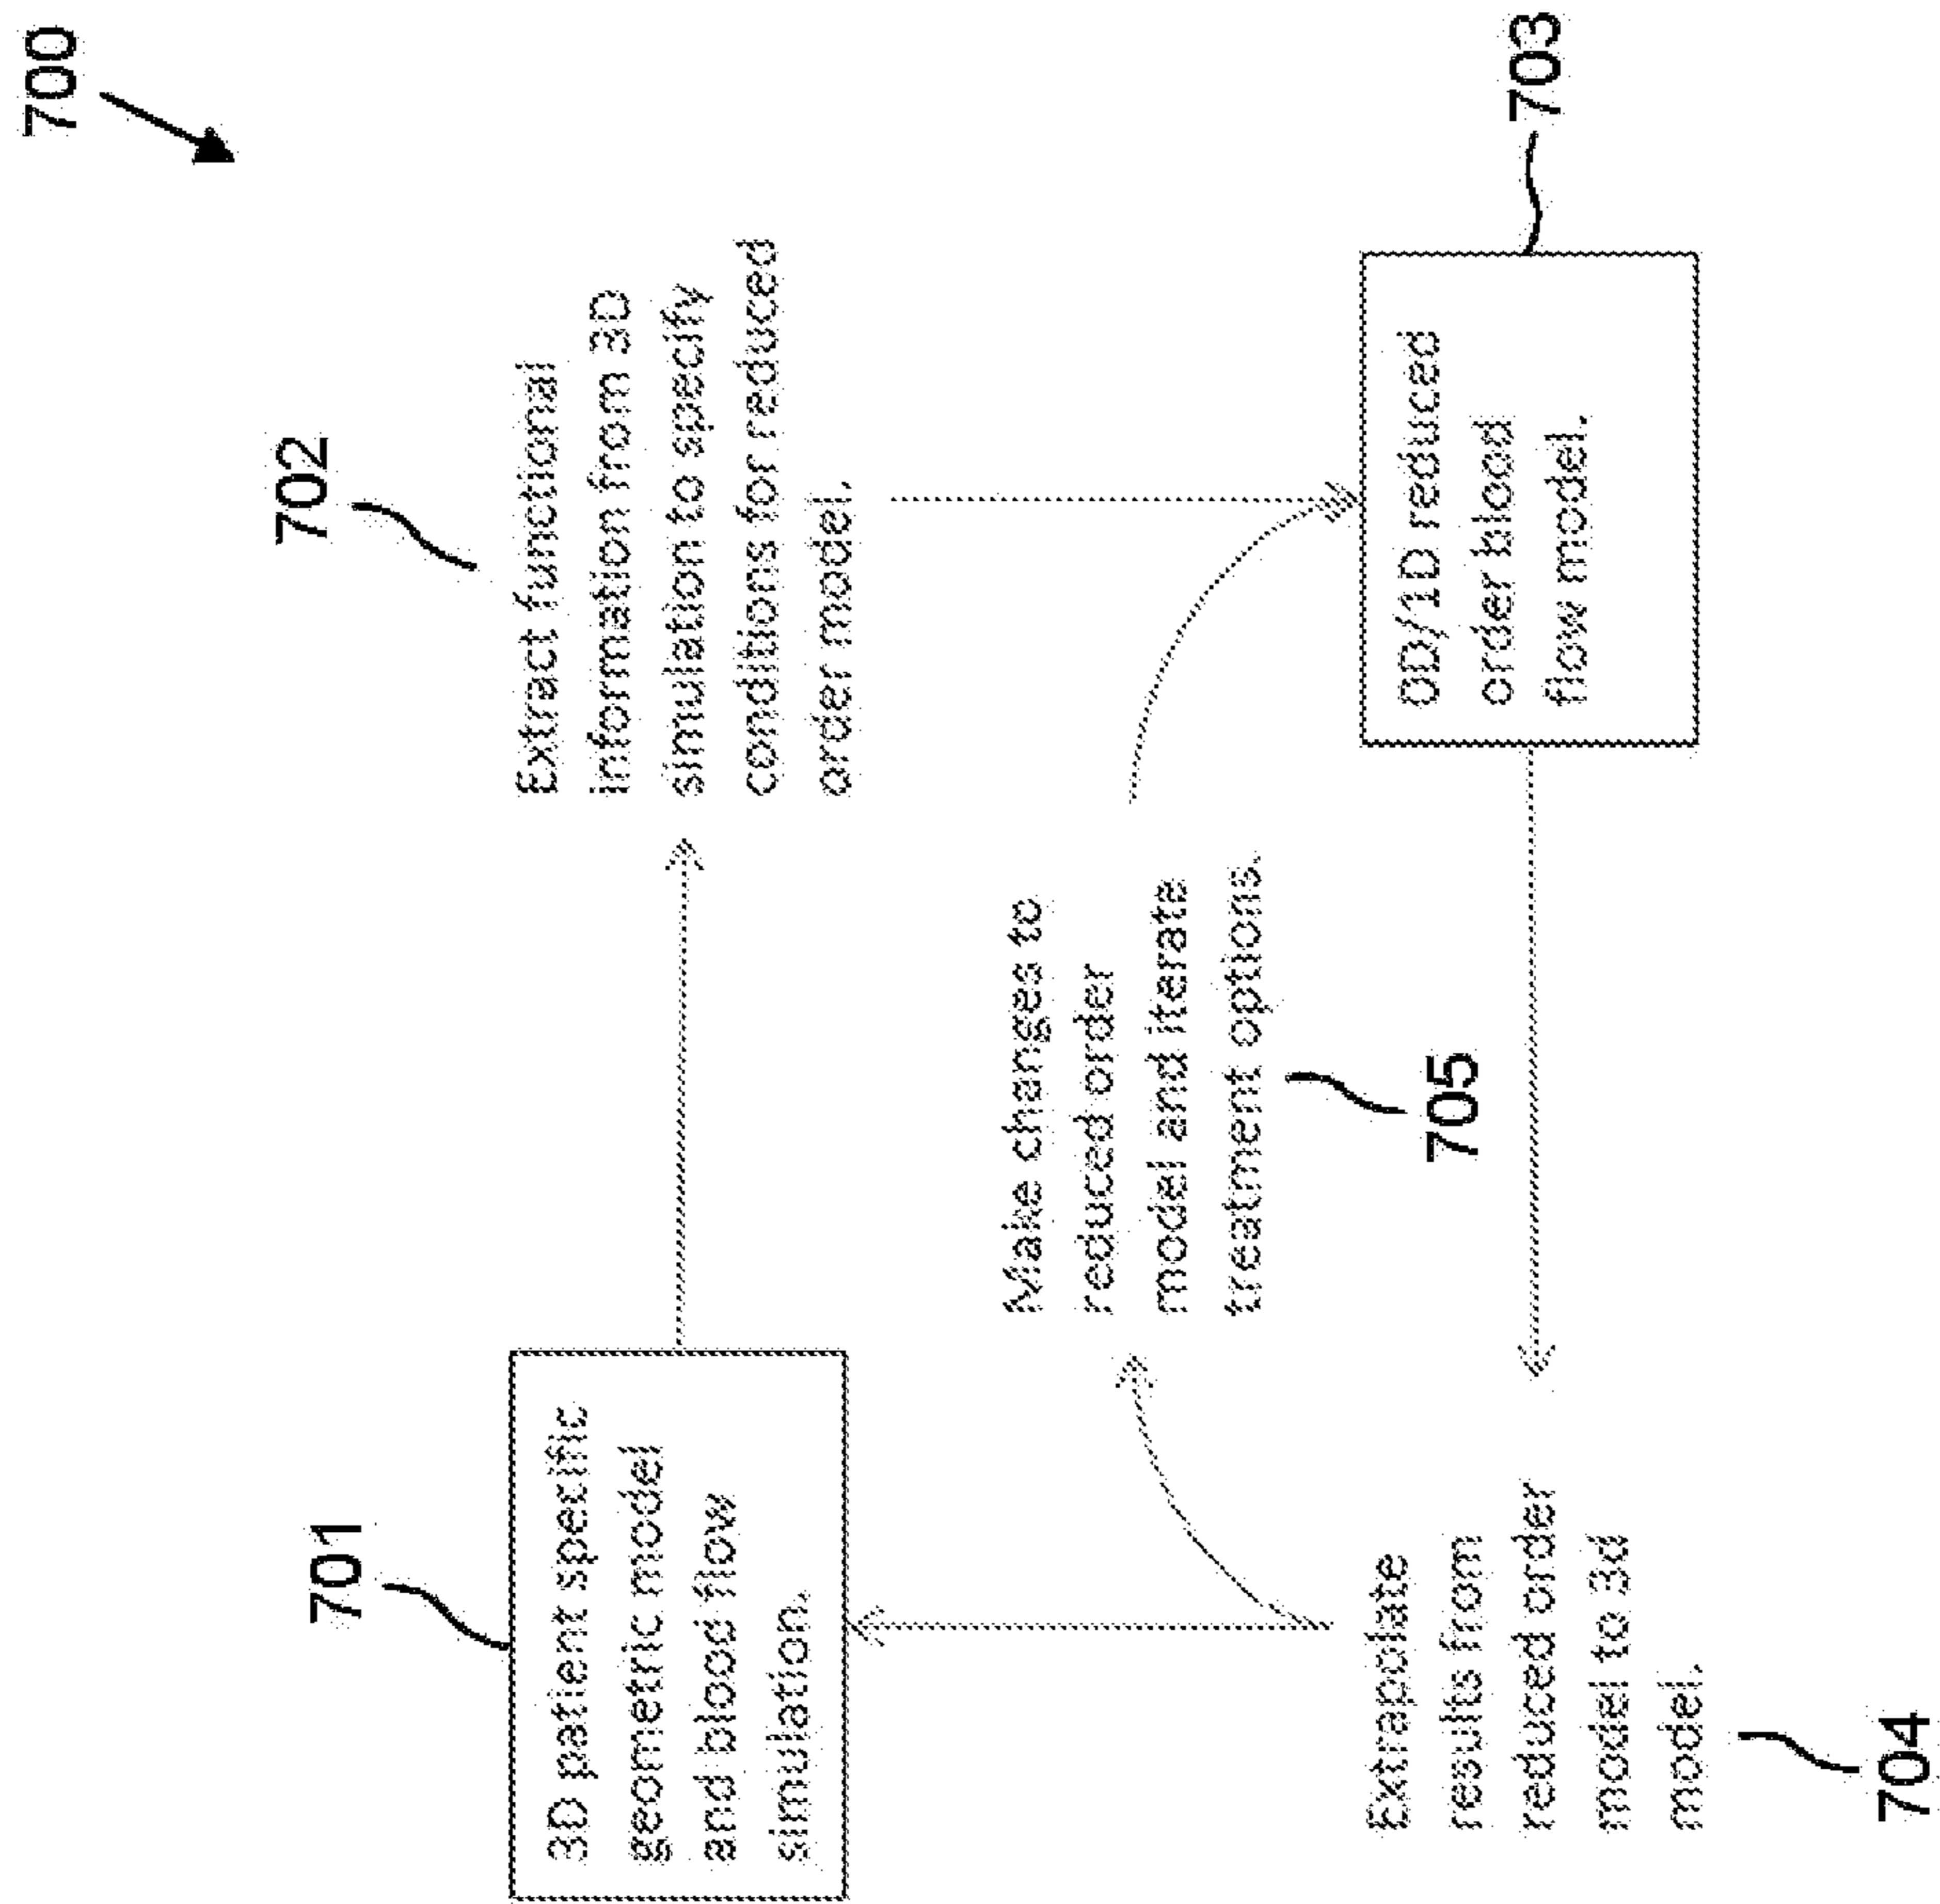 700
701
3D patient specific
geometric model
and blood flow
simulation.
702
Extract functional
information from 3D
simulation to specify
conditions for reduced
order model.
Make changes to
reduced order
model and iterate
treatment options.
705
Extrapolate
results from
reduced order
model to 3d
model.
704
0D/1D reduced
order blood
flow model.
703